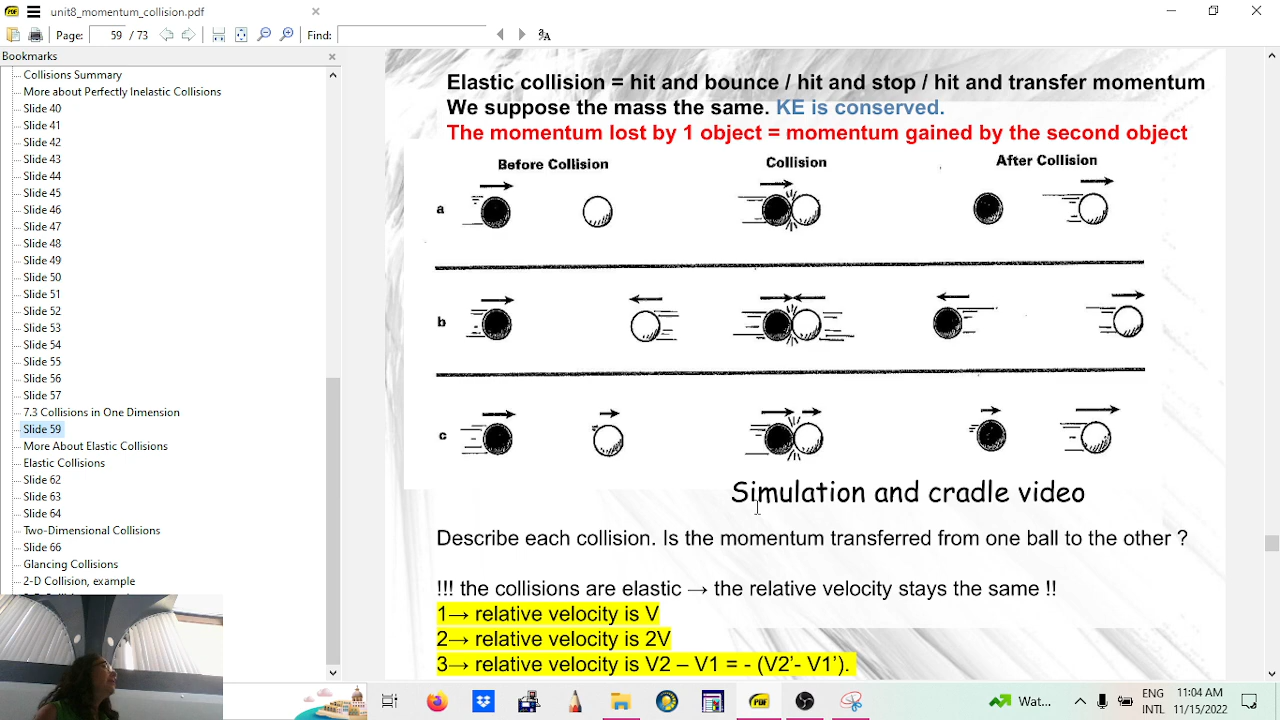 unit8_momentum_collision.pdf
Page: 59 / 73 Find:
Bookmarks
Collisions Summary
More about Perfectly Inelastic Collisions
Slide 41
Slide 42
Slide 43
Slide 44
Slide 45
Slide 46
Slide 47
Slide 48
Slide 49
Slide 51
Slide 52
Slide 53
Slide 54
Slide 55
Slide 56
Slide 57
7.3 Collisions in One Dimension
Slide 59
More About Elastic Collisions
Elastic Collisions
Slide 62
Slide 63
Slide 64
Two-Dimensional Collisions
Slide 66
Glancing Collisions
2-D Collision, example
Elastic collision = hit and bounce / hit and stop / hit and transfer momentum
We suppose the mass the same. KE is conserved.
The momentum lost by 1 object = momentum gained by the second object
Before Collision Collision After Collision
a
b
c
Simulation and cradle video
Describe each collision. Is the momentum transferred from one ball to the other ?
!!! the collisions are elastic → the relative velocity stays the same !!
1→ relative velocity is V
2→ relative velocity is 2V
3→ relative velocity is V2 – V1 = - (V2’- V1’).
Wat... ENG 11:04 AM
INTL 11/15/2022